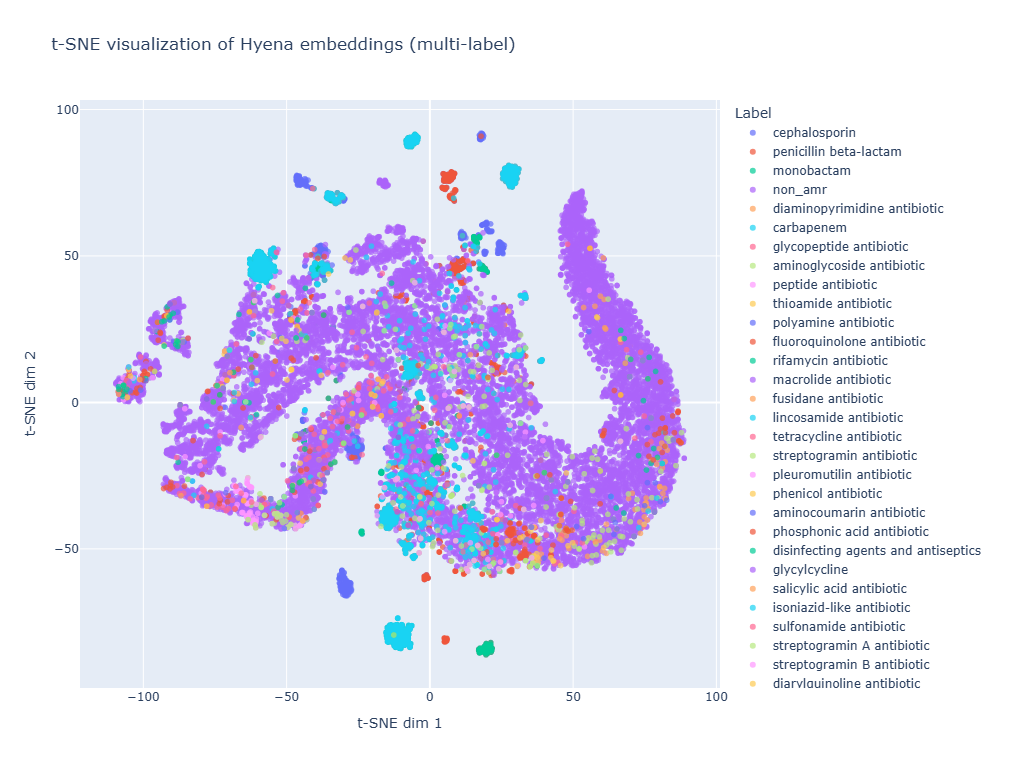 t-SNE visualization of Hyena embeddings (multi-label)
Label
cephalosporin
penicillin beta-lactam
monobactam
non_amr
diaminopyrimidine antibiotic
carbapenem
glycopeptide antibiotic
aminoglycoside antibiotic
peptide antibiotic
thioamide antibiotic
polyamine antibiotic
fluoroquinolone antibiotic
rifamycin antibiotic
macrolide antibiotic
fusidane antibiotic
lincosamide antibiotic
tetracycline antibiotic
streptogramin antibiotic
pleuromutilin antibiotic
phenicol antibiotic
aminocoumarin antibiotic
phosphonic acid antibiotic
disinfecting agents and antiseptics
glycylcycline
salicylic acid antibiotic
isoniazid-like antibiotic
sulfonamide antibiotic
streptogramin A antibiotic
streptogramin B antibiotic
diarylquinoline antibiotic
100
50
0
−50
t-SNE dim 2
−100
−50
0
50
100
t-SNE dim 1